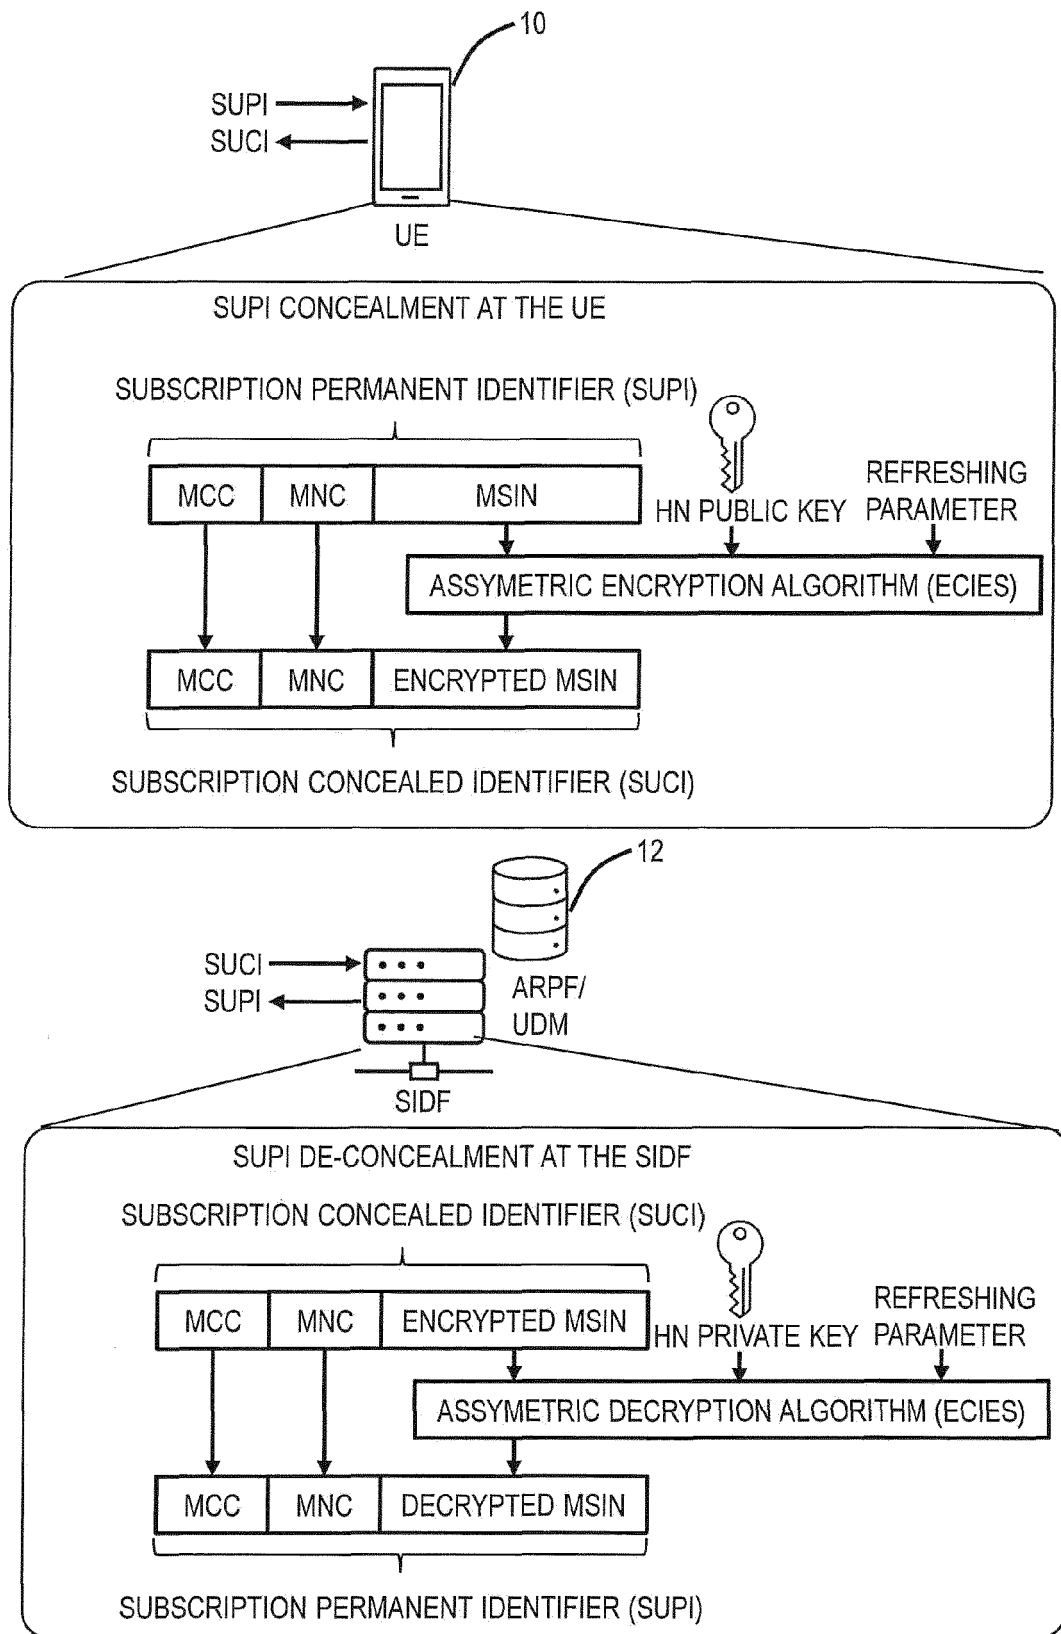 10
SUPI
SUCI
UE
SUPI CONCEALMENT AT THE UE
SUBSCRIPTION PERMANENT IDENTIFIER (SUPI)
MCC MNC MSIN
HN PUBLIC KEY
REFRESHING
PARAMETER
ASSYMETRIC ENCRYPTION ALGORITHM (ECIES)
MCC MNC ENCRYPTED MSIN
SUBSCRIPTION CONCEALED IDENTIFIER (SUCI)
12
SUCI
SUPI
ARPF/
UDM
SIDF
SUPI DE-CONCEALMENT AT THE SIDF
SUBSCRIPTION CONCEALED IDENTIFIER (SUCI)
MCC MNC ENCRYPTED MSIN
HN PRIVATE KEY
REFRESHING
PARAMETER
ASSYMETRIC DECRYPTION ALGORITHM (ECIES)
MCC MNC DECRYPTED MSIN
SUBSCRIPTION PERMANENT IDENTIFIER (SUPI)